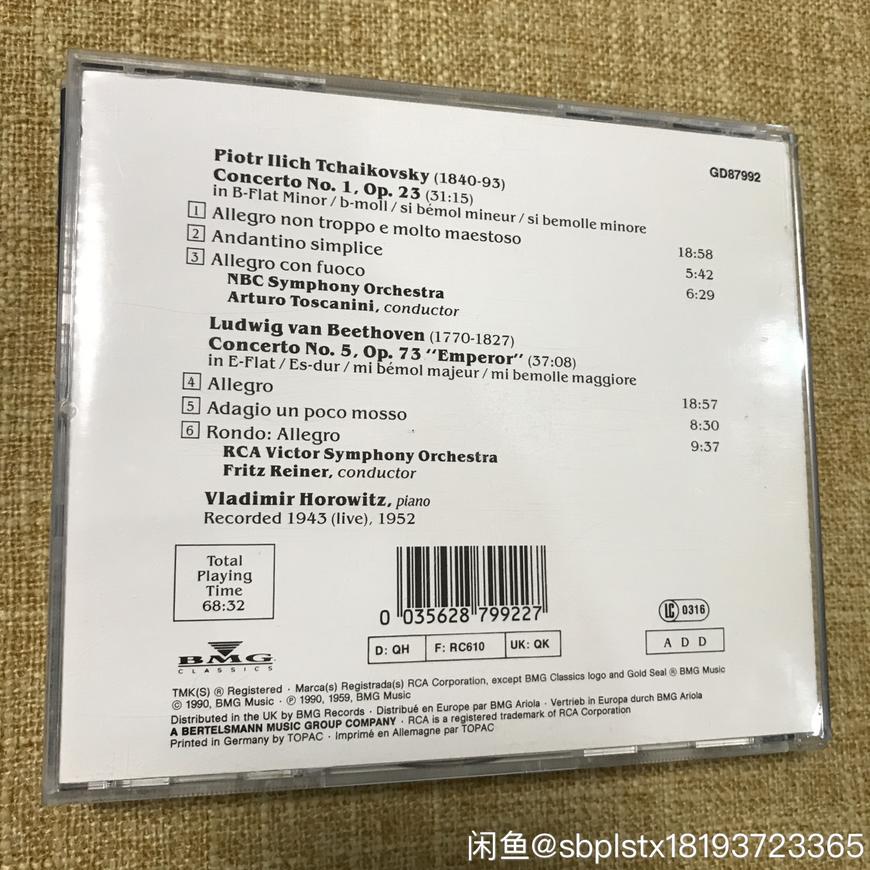 GD87992
Piotr Ilich Tchaikovsky (1840-93)
Concerto No. 1, Op. 23 (31:15)
in B-Flat Minor / b-moll / si bémol mineur / si bemolle minore
1 Allegro non troppo e molto maestoso 18:58
2 Andantino simplice 5:42
3 Allegro con fuoco 6:29
NBC Symphony Orchestra
Arturo Toscanini, conductor
Ludwig van Beethoven (1770-1827)
Concerto No. 5, Op. 73 "Emperor" (37:08)
in E-Flat / Es-dur / mi bémol majeur / mi bemolle maggiore
4 Allegro 18:57
5 Adagio un poco mosso 8:30
6 Rondo: Allegro 9:37
RCA Victor Symphony Orchestra
Fritz Reiner, conductor
Vladimir Horowitz, piano
Recorded 1943 (live), 1952
Total
Playing
Time
68:32
0 035628 799227
LC 0316
D: QH F: RC610 UK: QK
A D D
BMG
CLASSICS
TMK(S) ® Registered · Marca(s) Registrada(s) RCA Corporation, except BMG Classics logo and Gold Seal ® BMG Music
© 1990, BMG Music · ℗ 1990, 1959, BMG Music
Distributed in the UK by BMG Records · Distribué en Europe par BMG Ariola · Vertrieb in Europa durch BMG Ariola
A BERTELSMANN MUSIC GROUP COMPANY · RCA is a registered trademark of RCA Corporation
Printed in Germany by TOPAC · Imprimé en Allemagne par TOPAC
闲鱼@sbplstx18193723365